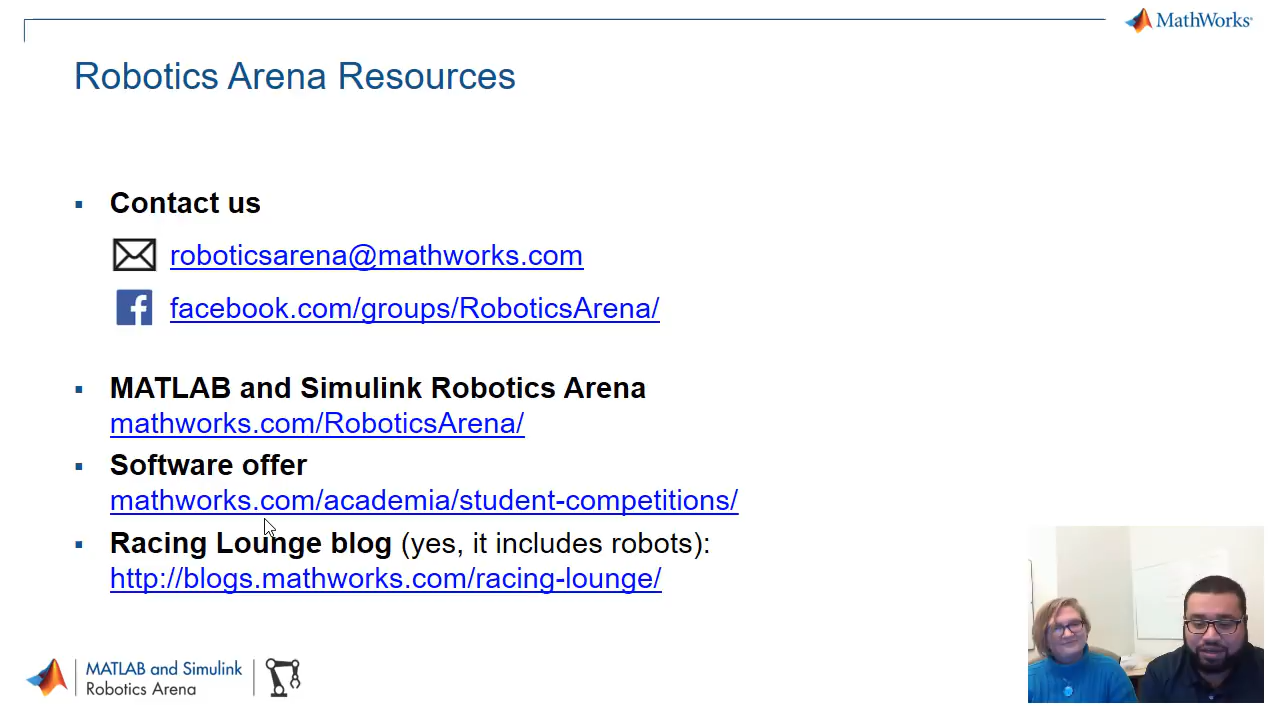 MathWorks®
Robotics Arena Resources
▪ Contact us
roboticsarena@mathworks.com
facebook.com/groups/RoboticsArena/
▪ MATLAB and Simulink Robotics Arena
mathworks.com/RoboticsArena/
▪ Software offer
mathworks.com/academia/student-competitions/
▪ Racing Lounge blog (yes, it includes robots):
http://blogs.mathworks.com/racing-lounge/
MATLAB and Simulink
Robotics Arena